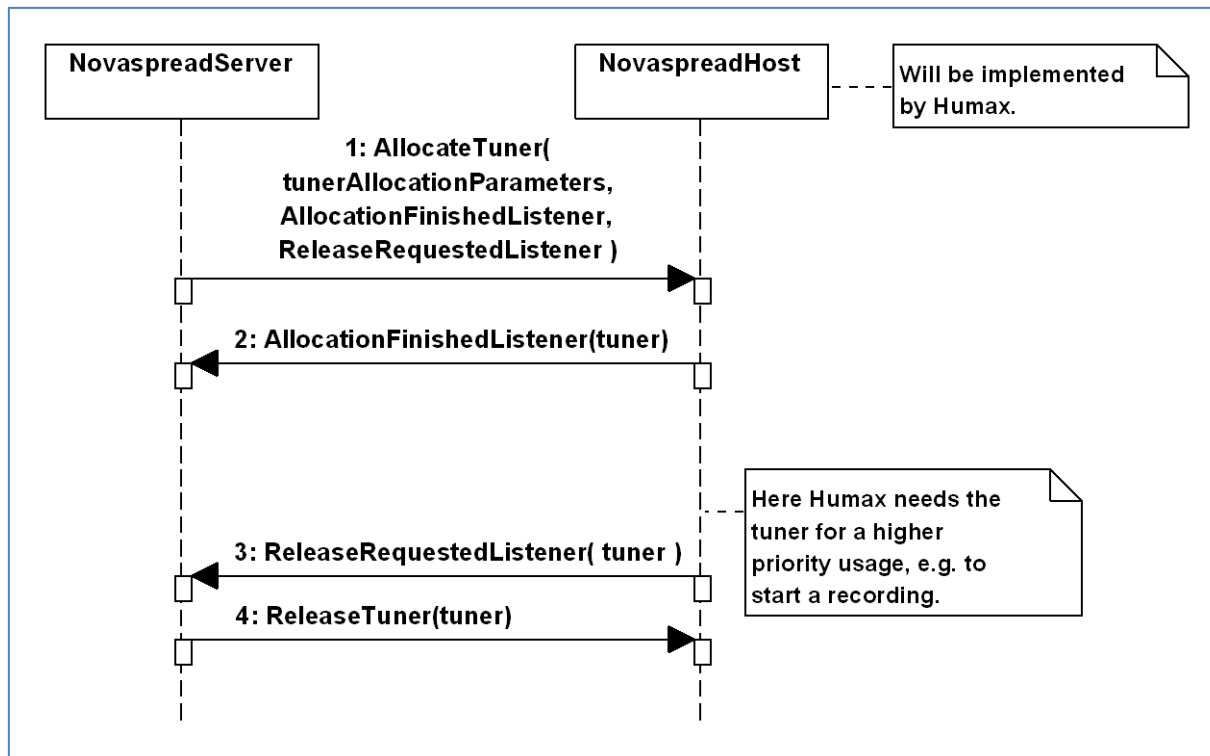 NovaspreadServer
NovaspreadHost
Will be implemented
by Humax.
1: AllocateTuner(
tunerAllocationParameters,
AllocationFinishedListener,
ReleaseRequestedListener )
2: AllocationFinishedListener(tuner)
Here Humax needs the
tuner for a higher
priority usage, e.g. to
start a recording.
3: ReleaseRequestedListener( tuner )
4: ReleaseTuner(tuner)